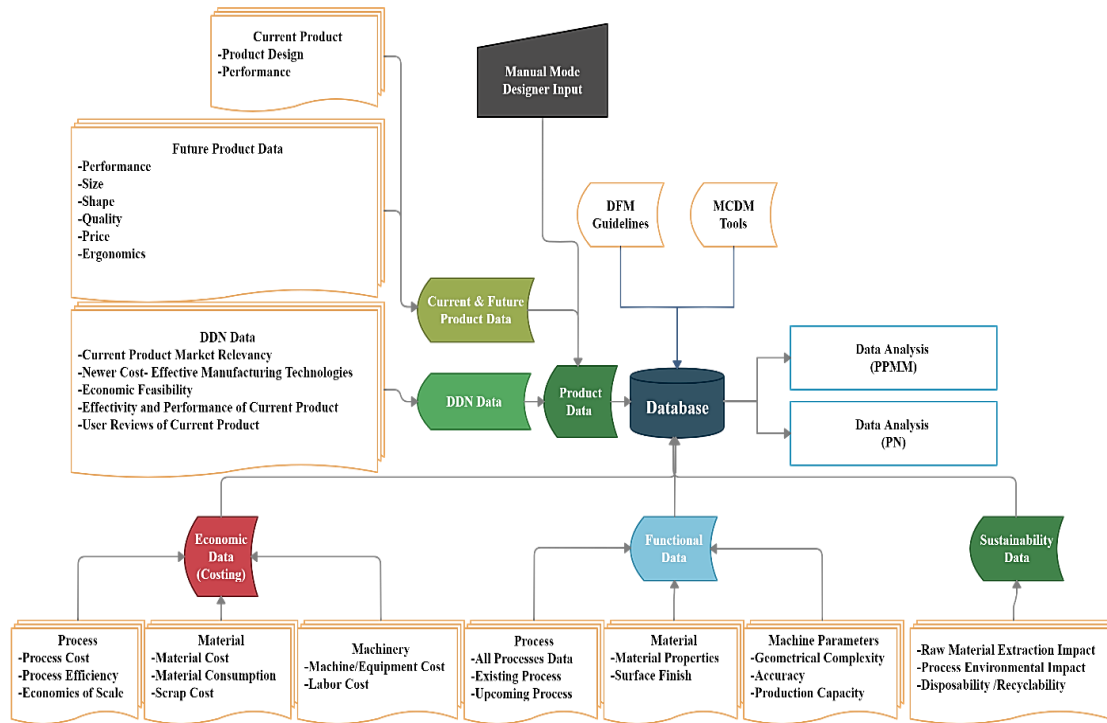 Current Product
-Product Design
-Performance
Manual Mode
Designer Input
Future Product Data
-Performance
-Size
-Shape
-Quality
-Price
-Ergonomics
DFM
Guidelines
MCDM
Tools
Current & Future
Product Data
DDN Data
-Current Product Market Relevancy
-Newer Cost- Effective Manufacturing Technologies
-Economic Feasibility
-Effectivity and Performance of Current Product
-User Reviews of Current Product
DDN Data
Product
Data
Database
Data Analysis
(PPMM)
Data Analysis
(PN)
Economic
Data
(Costing)
Functional
Data
Sustainability
Data
Process
-Process Cost
-Process Efficiency
-Economics of Scale
Material
-Material Cost
-Material Consumption
-Scrap Cost
Machinery
-Machine/Equipment Cost
-Labor Cost
Process
-All Processes Data
-Existing Process
-Upcoming Process
Material
-Material Properties
-Surface Finish
Machine Parameters
-Geometrical Complexity
-Accuracy
-Production Capacity
-Raw Material Extraction Impact
-Process Environmental Impact
-Disposability /Recyclability